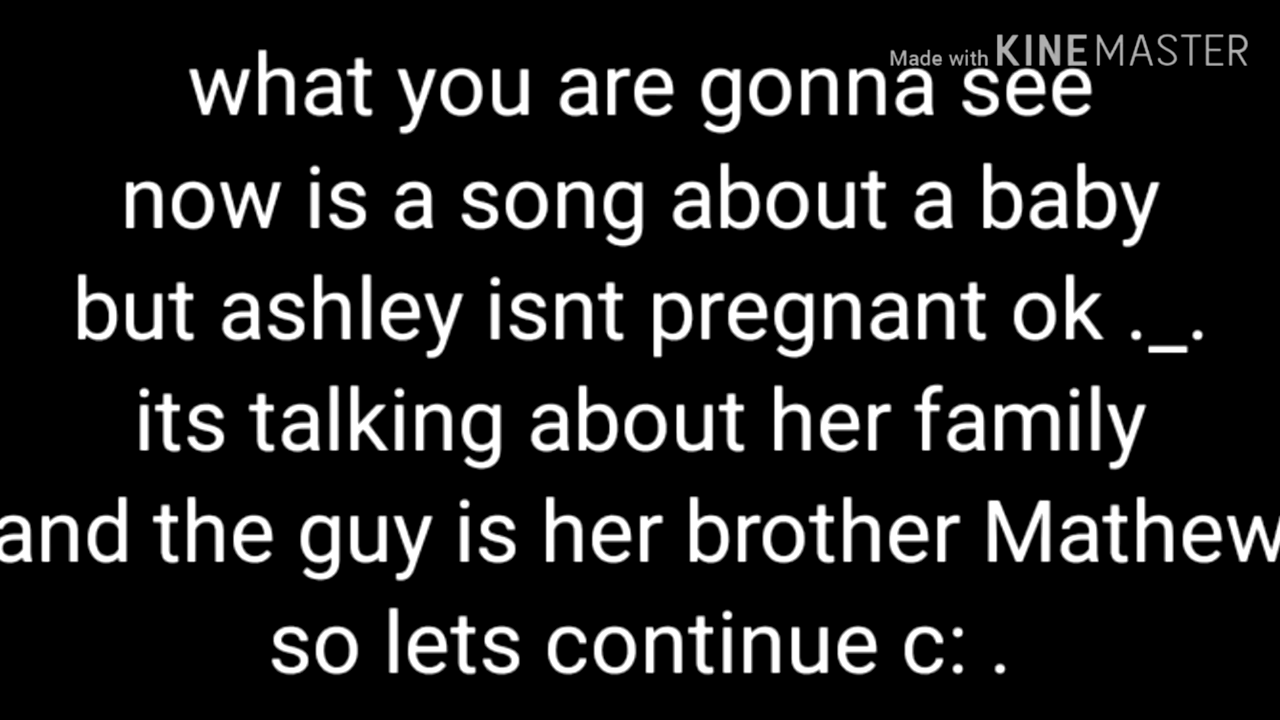 Made with KINEMASTER
what you are gonna see
now is a song about a baby
but ashley isnt pregnant ok ._.
its talking about her family
and the guy is her brother Mathew
so lets continue c: .